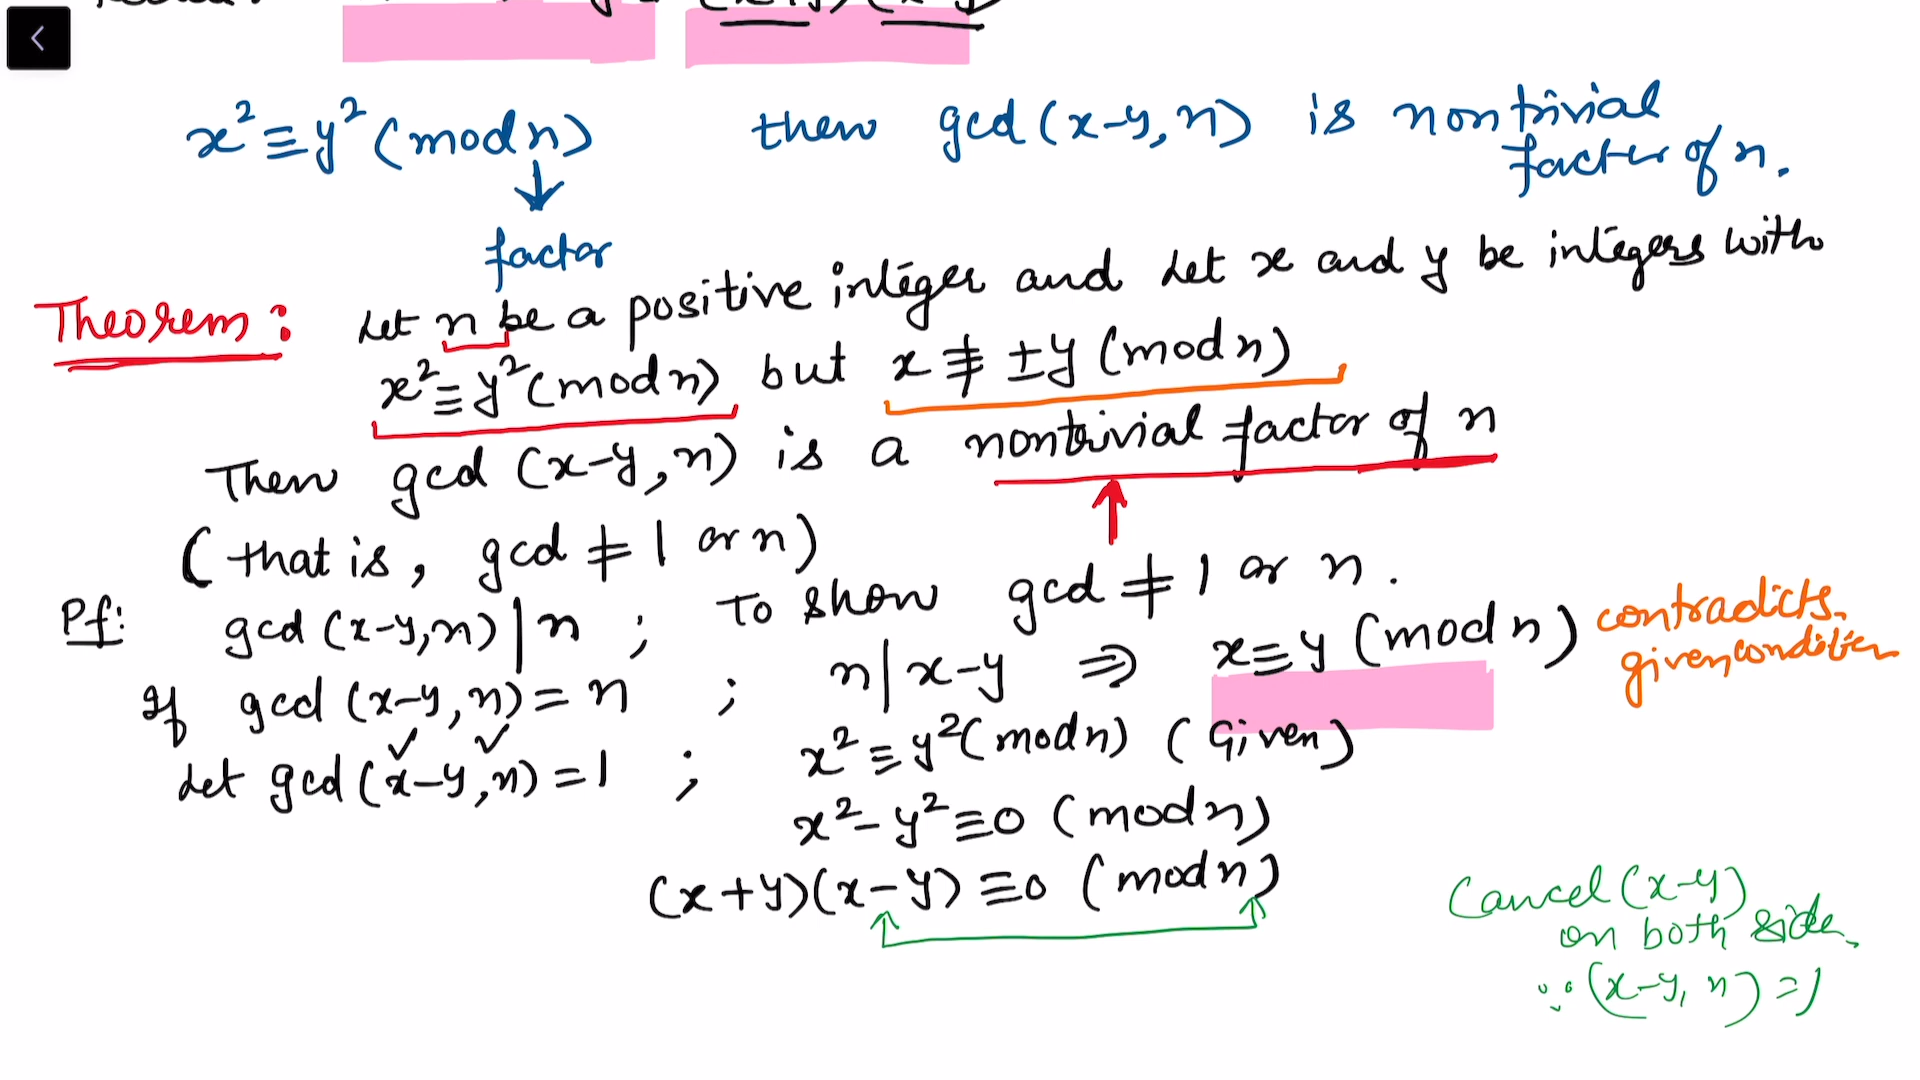 x² ≡ y² (mod n) then gcd (x-y, n) is nontrivial factor of n.
↓
factor
Theorem: Let n be a positive integer and let x and y be integers with
x² ≡ y² (mod n) but x ≢ ±y (mod n)
Then gcd (x-y, n) is a nontrivial factor of n
(that is, gcd ≠ 1 or n)
Pf: gcd (x-y, n) | n ; To show gcd ≠ 1 or n.
If gcd (x-y, n) = n ; n | x-y ⇒ x ≡ y (mod n) contradicts given condition
Let gcd (x-y, n) = 1 ; x² ≡ y² (mod n) (Given)
x² - y² ≡ 0 (mod n)
(x+y)(x-y) ≡ 0 (mod n)
Cancel (x-y)
on both side.
∵ (x-y, n) = 1